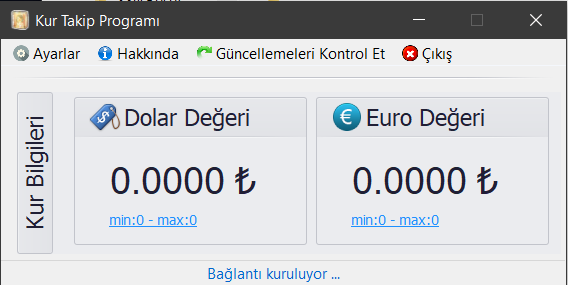 Kur Takip Programı
Ayarlar Hakkında Güncellemeleri Kontrol Et Çıkış
Kur Bilgileri
Dolar Değeri
0.0000 ₺
min:0 - max:0
Euro Değeri
0.0000 ₺
min:0 - max:0
Bağlantı kuruluyor ...